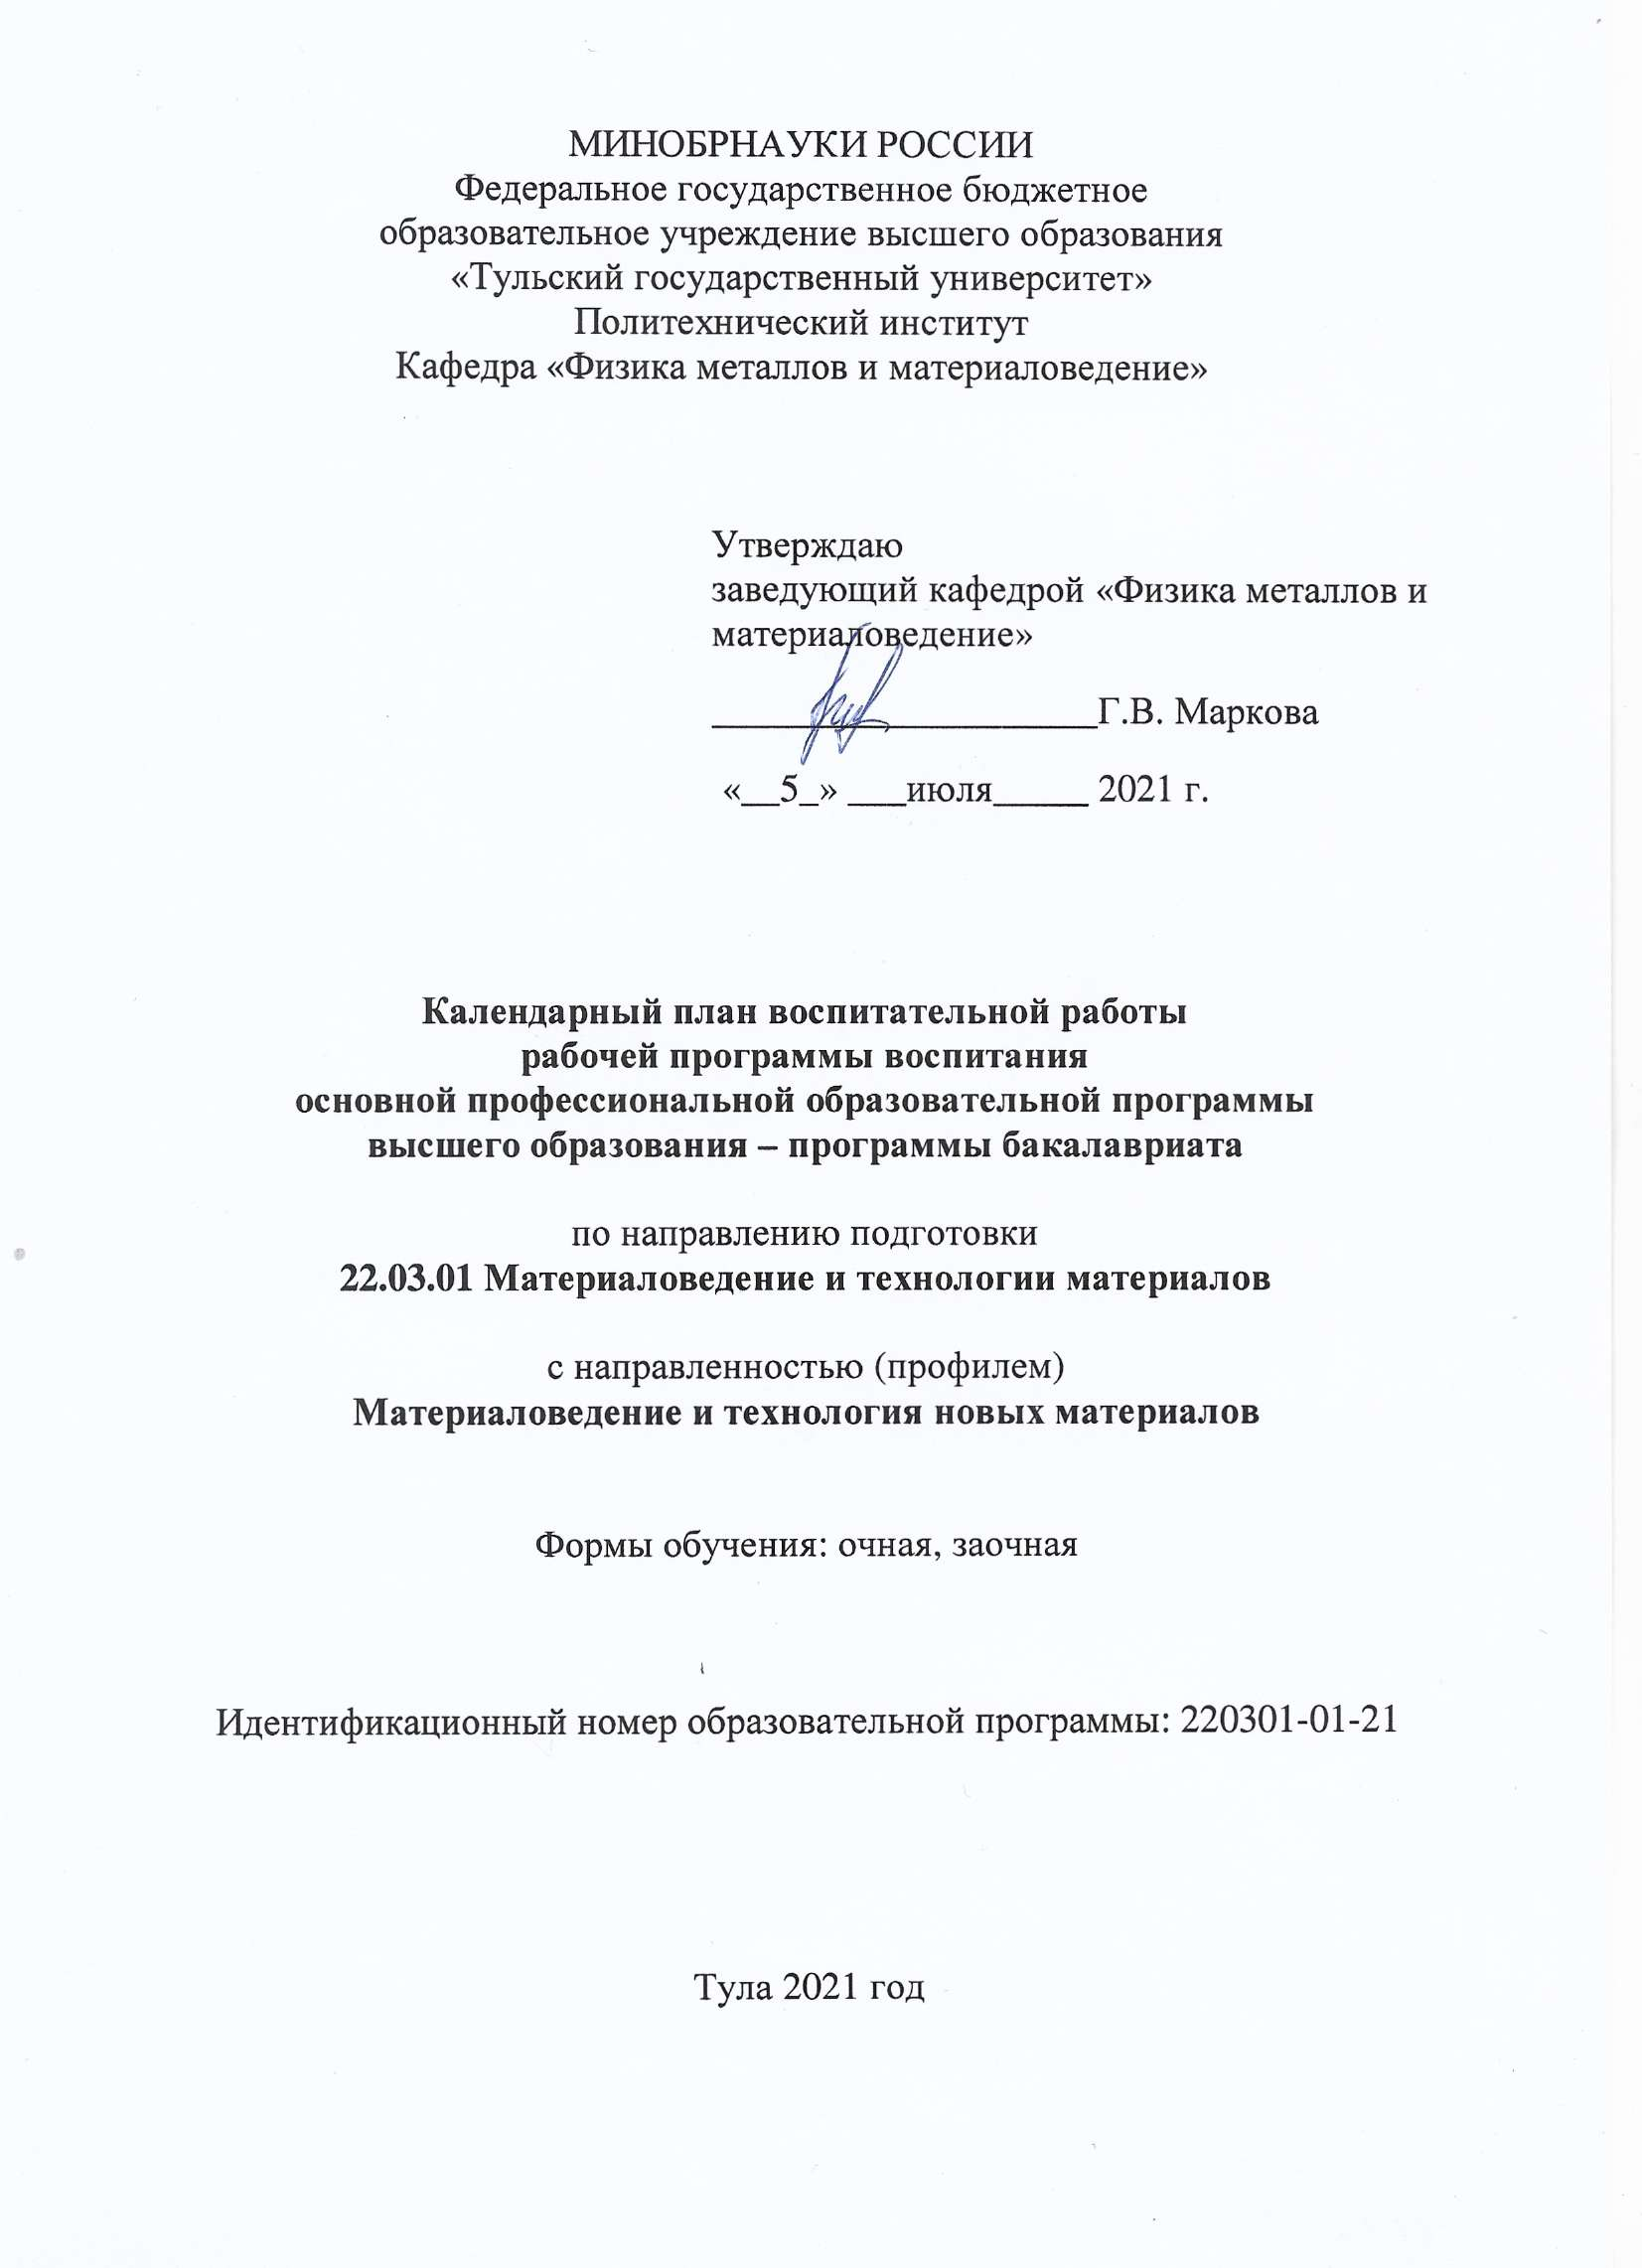 МИНОБРНАУКИ РОССИИ
Федеральное государственное бюджетное
образовательное учреждение высшего образования
«Тульский государственный университет»
Политехнический институт
Кафедра «Физика металлов и материаловедение»
Утверждаю
заведующий кафедрой «Физика металлов и
материаловедение»
____________________Г.В. Маркова
«__5_» ___июля_____ 2021 г.
Календарный план воспитательной работы
рабочей программы воспитания
основной профессиональной образовательной программы
высшего образования – программы бакалавриата
по направлению подготовки
22.03.01 Материаловедение и технологии материалов
с направленностью (профилем)
Материаловедение и технология новых материалов
Формы обучения: очная, заочная
Идентификационный номер образовательной программы: 220301-01-21
Тула 2021 год